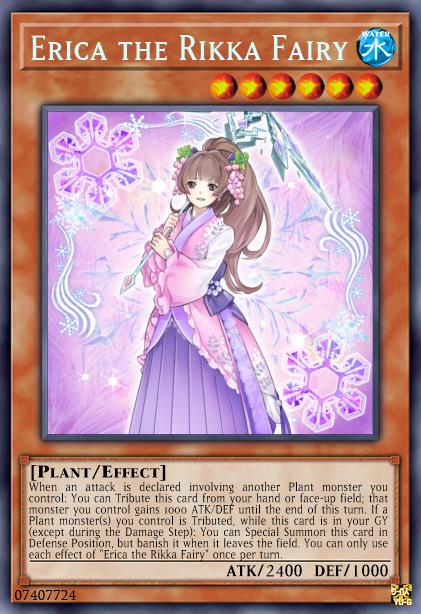 Erica the Rikka Fairy
WATER
水
[Plant/Effect]
When an attack is declared involving another Plant monster you
control: You can Tribute this card from your hand or face-up field; that
monster you control gains 1000 ATK/DEF until the end of this turn. If a
Plant monster(s) you control is Tributed, while this card is in your GY
(except during the Damage Step): You can Special Summon this card in
Defense Position, but banish it when it leaves the field. You can only use
each effect of "Erica the Rikka Fairy" once per turn.
ATK/2400 DEF/1000
07407724